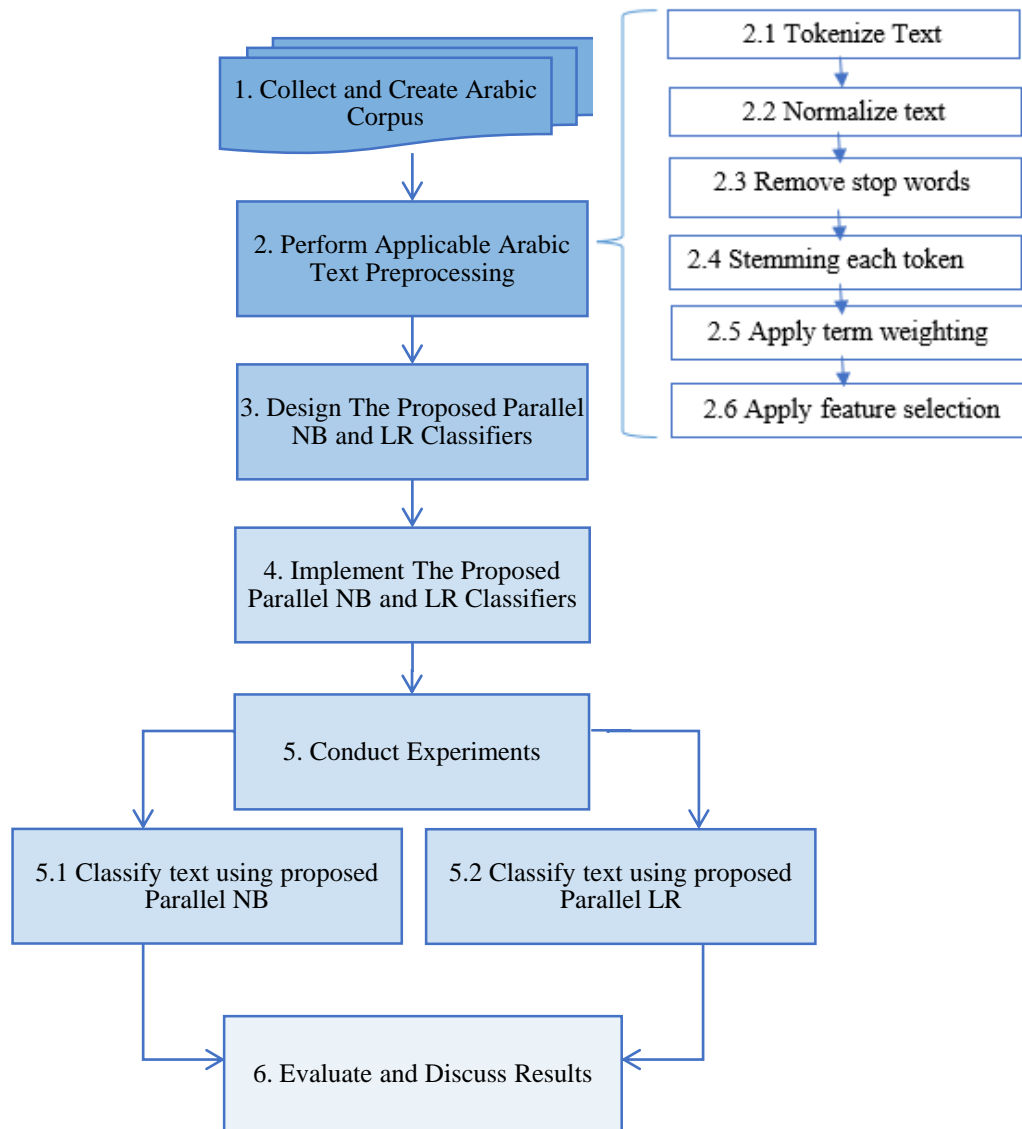 1. Collect and Create Arabic
Corpus
2. Perform Applicable Arabic
Text Preprocessing
2.1 Tokenize Text
2.2 Normalize text
2.3 Remove stop words
2.4 Stemming each token
2.5 Apply term weighting
2.6 Apply feature selection
3. Design The Proposed Parallel
NB and LR Classifiers
4. Implement The Proposed
Parallel NB and LR Classifiers
5. Conduct Experiments
5.1 Classify text using proposed
Parallel NB
5.2 Classify text using proposed
Parallel LR
6. Evaluate and Discuss Results